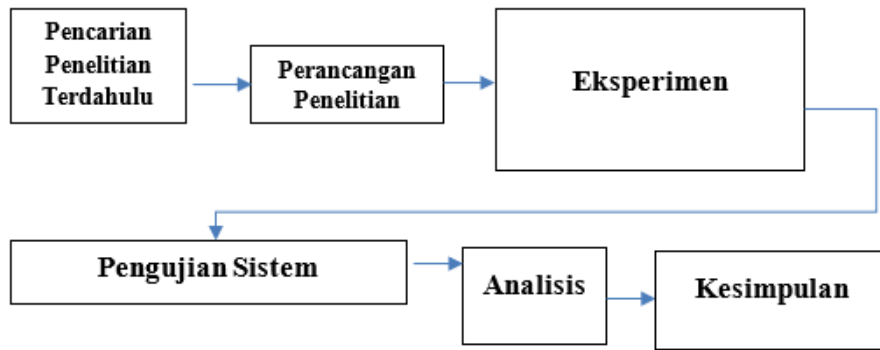 Pencarian
Penelitian
Terdahulu
Perancangan
Penelitian
Eksperimen
Pengujian Sistem
Analisis
Kesimpulan